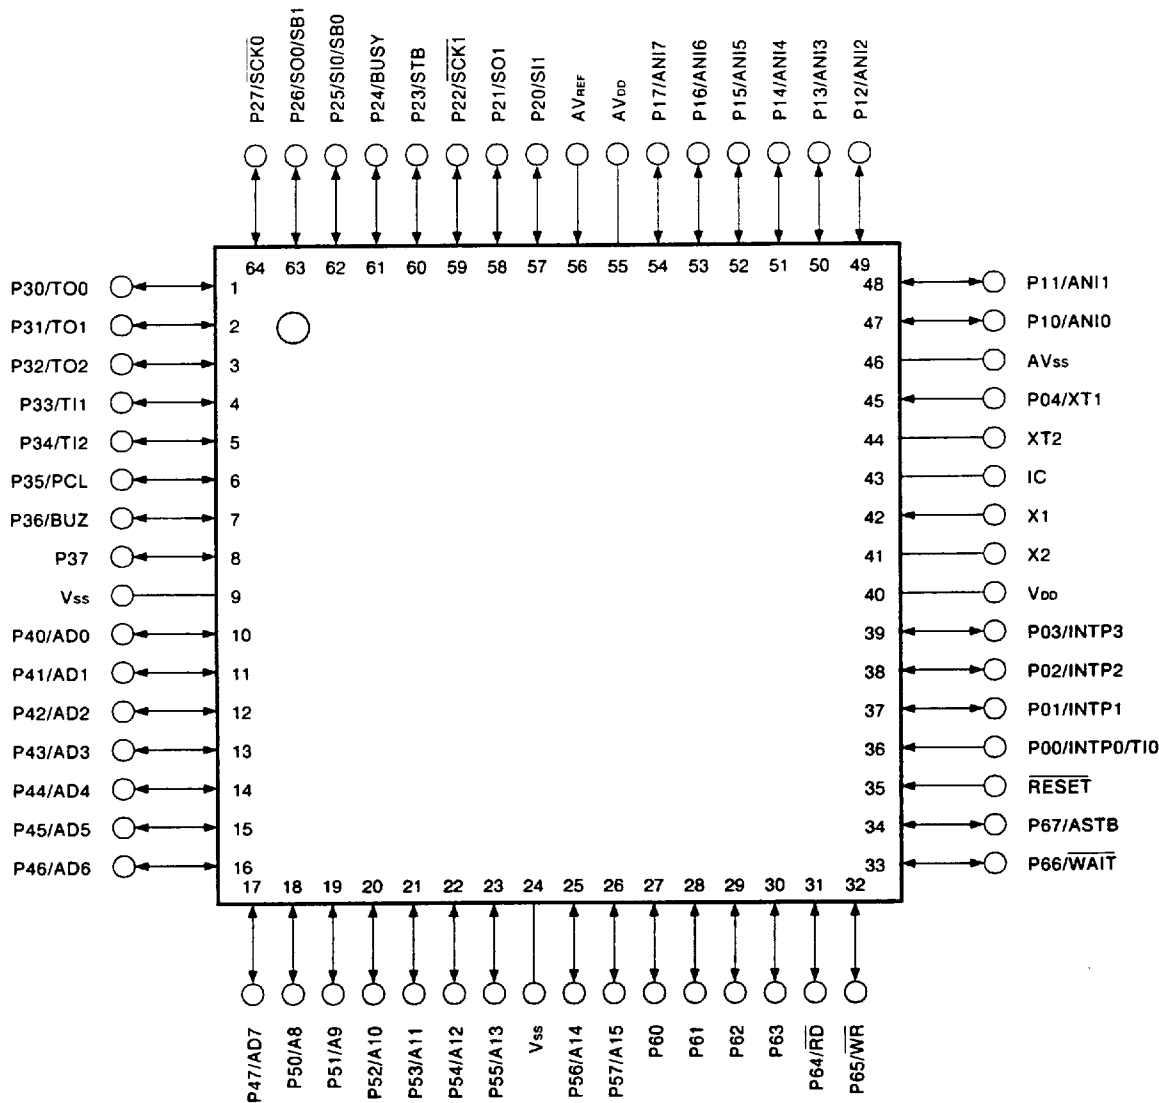 P27/SCK0
P26/SO0/SB1
P25/SI0/SB0
P24/BUSY
P23/STB
P22/SCK1
P21/SO1
P20/SI1
AVREF
AVDD
P17/ANI7
P16/ANI6
P15/ANI5
P14/ANI4
P13/ANI3
P12/ANI2
64 63 62 61 60 59 58 57 56 55 54 53 52 51 50 49
P30/TO0 1
P31/TO1 2
P32/TO2 3
P33/TI1 4
P34/TI2 5
P35/PCL 6
P36/BUZ 7
P37 8
Vss 9
P40/AD0 10
P41/AD1 11
P42/AD2 12
P43/AD3 13
P44/AD4 14
P45/AD5 15
P46/AD6 16
48 P11/ANI1
47 P10/ANI0
46 AVss
45 P04/XT1
44 XT2
43 IC
42 X1
41 X2
40 VDD
39 P03/INTP3
38 P02/INTP2
37 P01/INTP1
36 P00/INTP0/TI0
35 RESET
34 P67/ASTB
33 P66/WAIT
17 18 19 20 21 22 23 24 25 26 27 28 29 30 31 32
P47/AD7
P50/A8
P51/A9
P52/A10
P53/A11
P54/A12
P55/A13
Vss
P56/A14
P57/A15
P60
P61
P62
P63
P64/RD
P65/WR